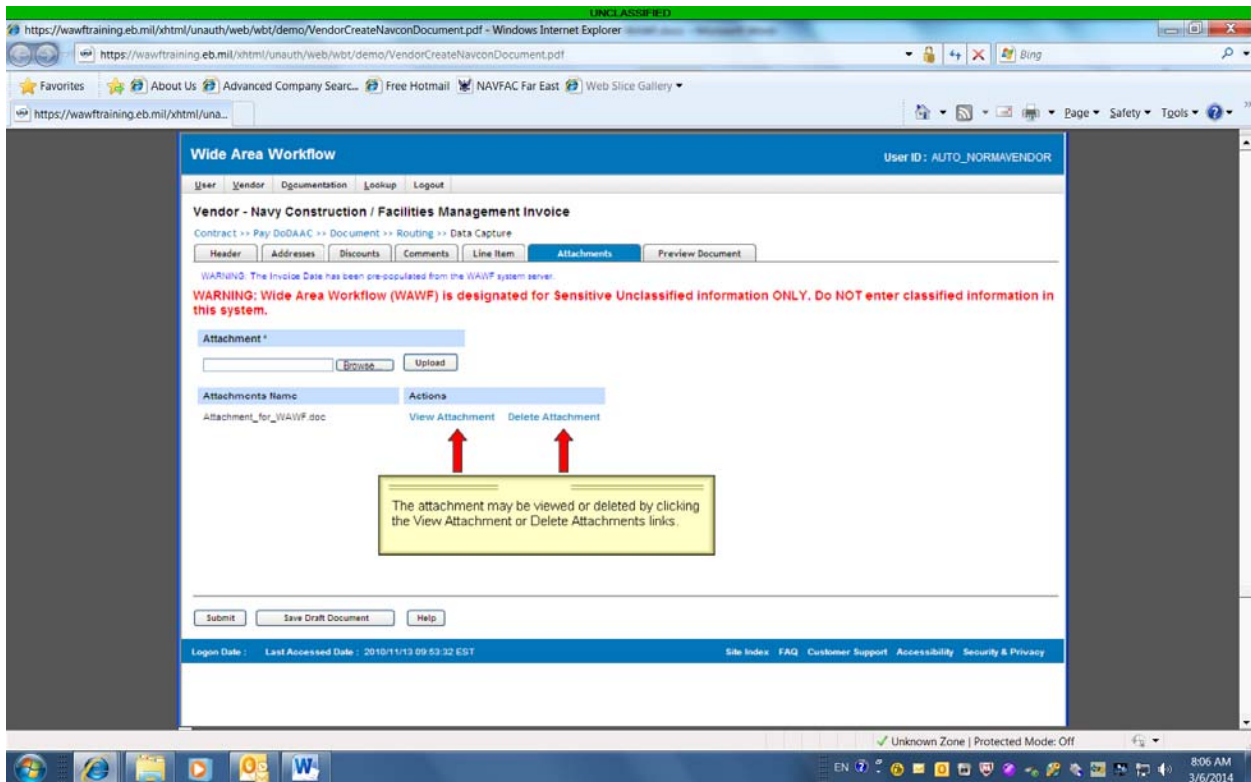 UNCLASSIFIED
https://wawftraining.eb.mil/xhtml/unauth/web/wbt/demo/VendorCreateNavconDocument.pdf - Windows Internet Explorer
https://wawftraining.eb.mil/xhtml/unauth/web/wbt/demo/VendorCreateNavconDocument.pdf
Bing
Favorites About Us Advanced Company Searc... Free Hotmail NAVFAC Far East Web Slice Gallery
https://wawftraining.eb.mil/xhtml/una...
Page Safety Tools
Wide Area Workflow
User ID : AUTO_NORMAVENDOR
User Vendor Documentation Lookup Logout
Vendor - Navy Construction / Facilities Management Invoice
Contract >> Pay DoDAAC >> Document >> Routing >> Data Capture
Header Addresses Discounts Comments Line Item Attachments Preview Document
WARNING: The Invoice Date has been pre-populated from the WAWF system server.
WARNING: Wide Area Workflow (WAWF) is designated for Sensitive Unclassified information ONLY. Do NOT enter classified information in
this system.
Attachment *
Browse... Upload
Attachments Name Actions
Attachment_for_WAWF.doc View Attachment Delete Attachment
The attachment may be viewed or deleted by clicking
the View Attachment or Delete Attachments links.
Submit Save Draft Document Help
Logon Date : Last Accessed Date : 2010/11/13 09:53:32 EST Site Index FAQ Customer Support Accessibility Security & Privacy
Unknown Zone | Protected Mode: Off
EN 8:06 AM
3/6/2014